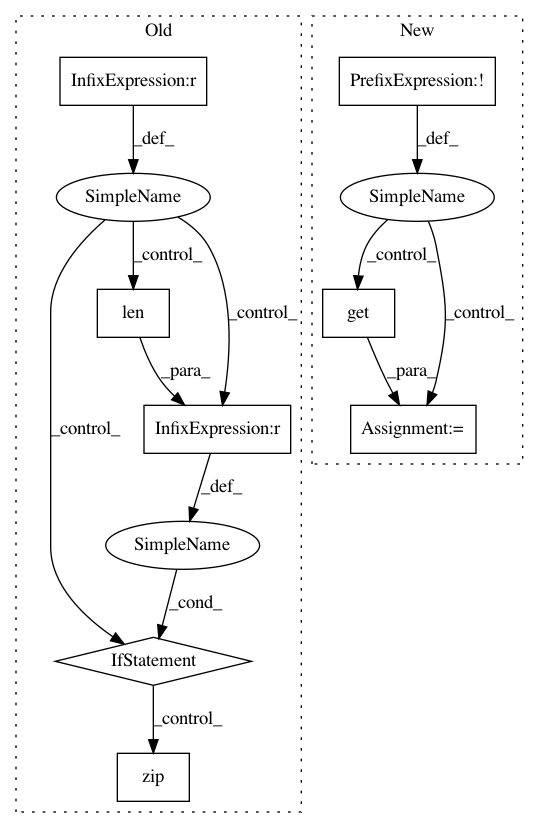 Old
New
InfixExpression:r
PrefixExpression:!
_def_
_def_
SimpleName
SimpleName
_control_
_control_
len
_control_
get
_control_
_para_
_para_
_control_
InfixExpression:r
Assignment:=
_def_
SimpleName
_cond_
IfStatement
_control_
zip